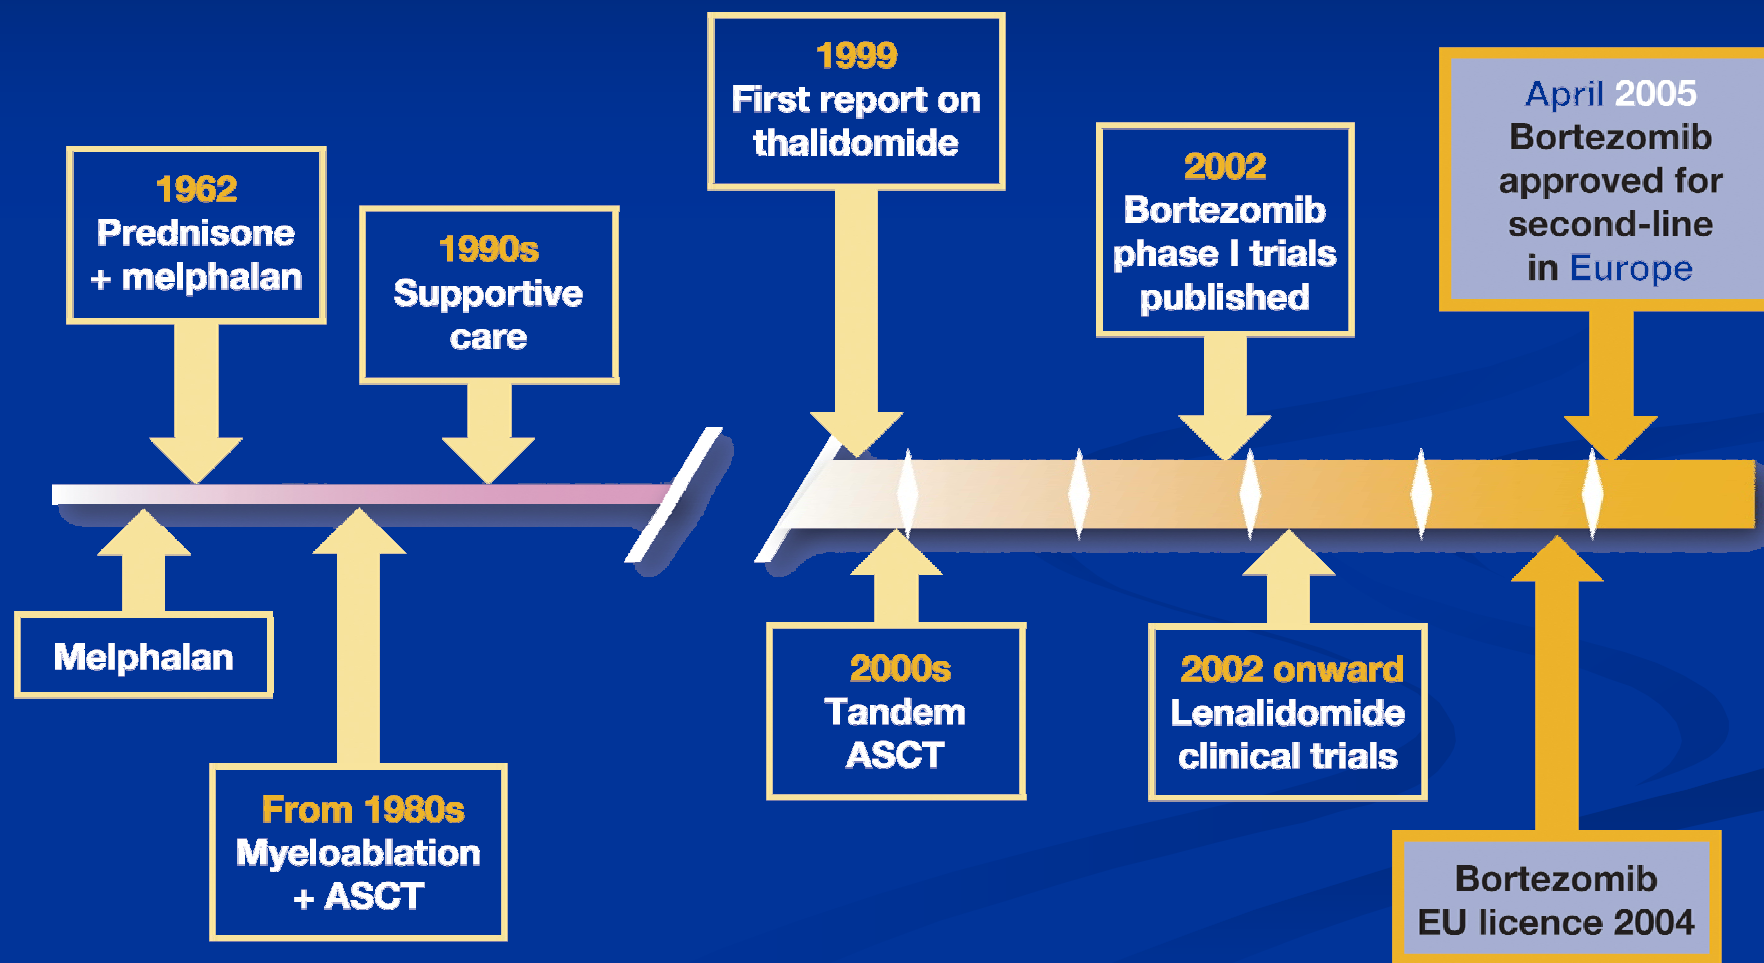 1962
Prednisone
+ melphalan
1990s
Supportive
care
1999
First report on
thalidomide
2002
Bortezomib
phase I trials
published
April 2005
Bortezomib
approved for
second-line
in Europe
Melphalan
From 1980s
Myeloablation
+ ASCT
2000s
Tandem
ASCT
2002 onward
Lenalidomide
clinical trials
Bortezomib
EU licence 2004